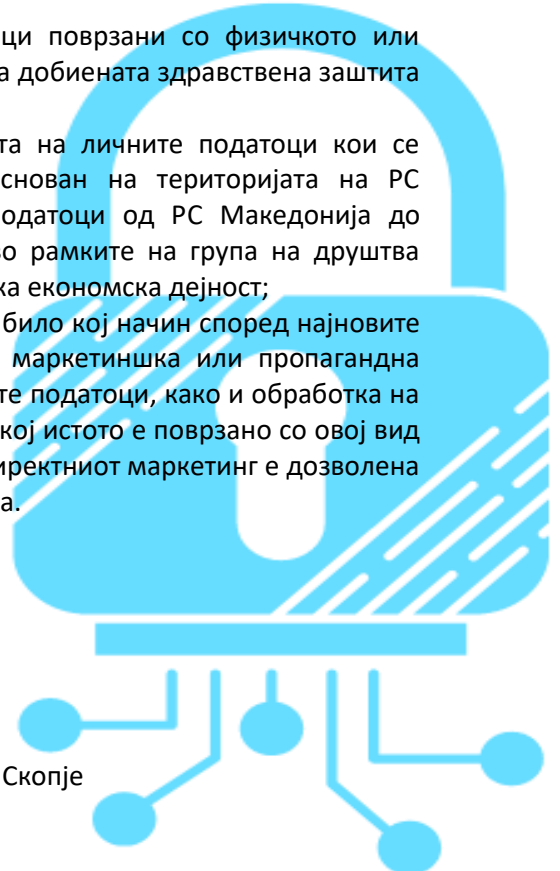 ци поврзани со физичкото или
а добиената здравствена заштита
та на личните податоци кои се
снован на територијата на РС
одатоци од РС Македонија до
во рамките на група на друштва
ка економска дејност;
било кој начин според најновите
маркетиншка или пропагандна
те податоци, како и обработка на
кој истото е поврзано со овој вид
иректниот маркетинг е дозволена
а.
Скопје